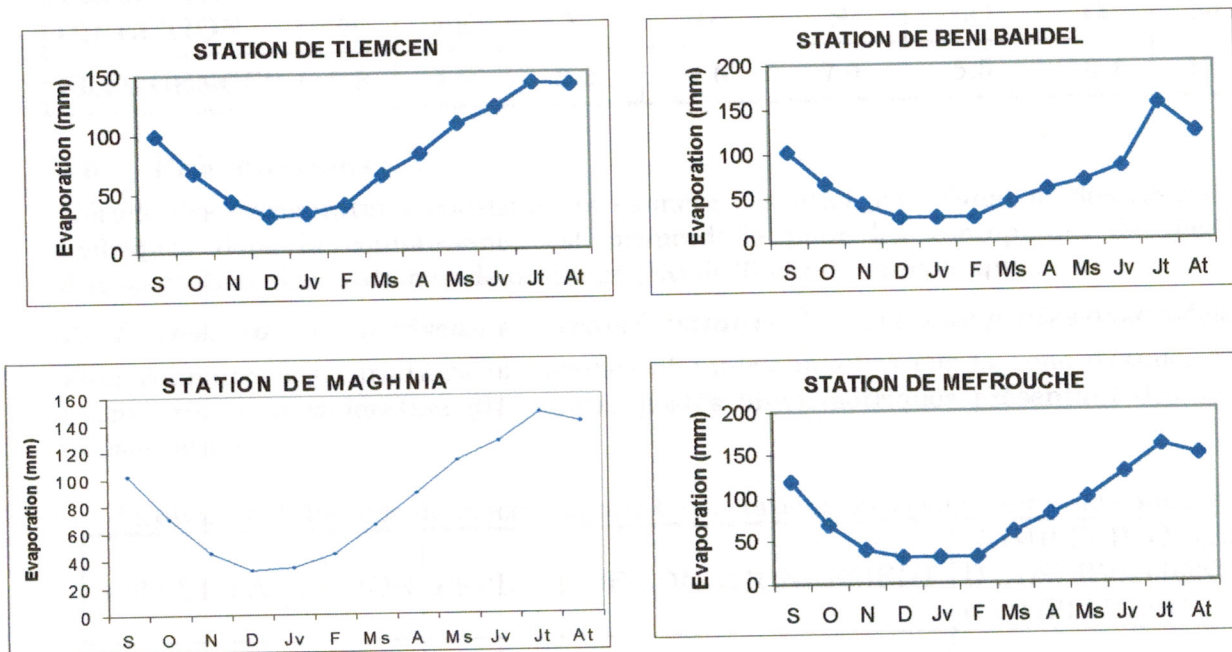 STATION DE TLEMCEN
Evaporation (mm)
150
100
50
0
S O N D Jv F Ms A Ms Jv Jt At
STATION DE BENI BAHDEL
Evaporation (mm)
200
150
100
50
0
S O N D Jv F Ms A Ms Jv Jt At
STATION DE MAGHNIA
Evaporation (mm)
160
140
120
100
80
60
40
20
0
S O N D Jv F Ms A Ms Jv Jt At
STATION DE MEFROUCHE
Evaporation (mm)
200
150
100
50
0
S O N D Jv F Ms A Ms Jv Jt At